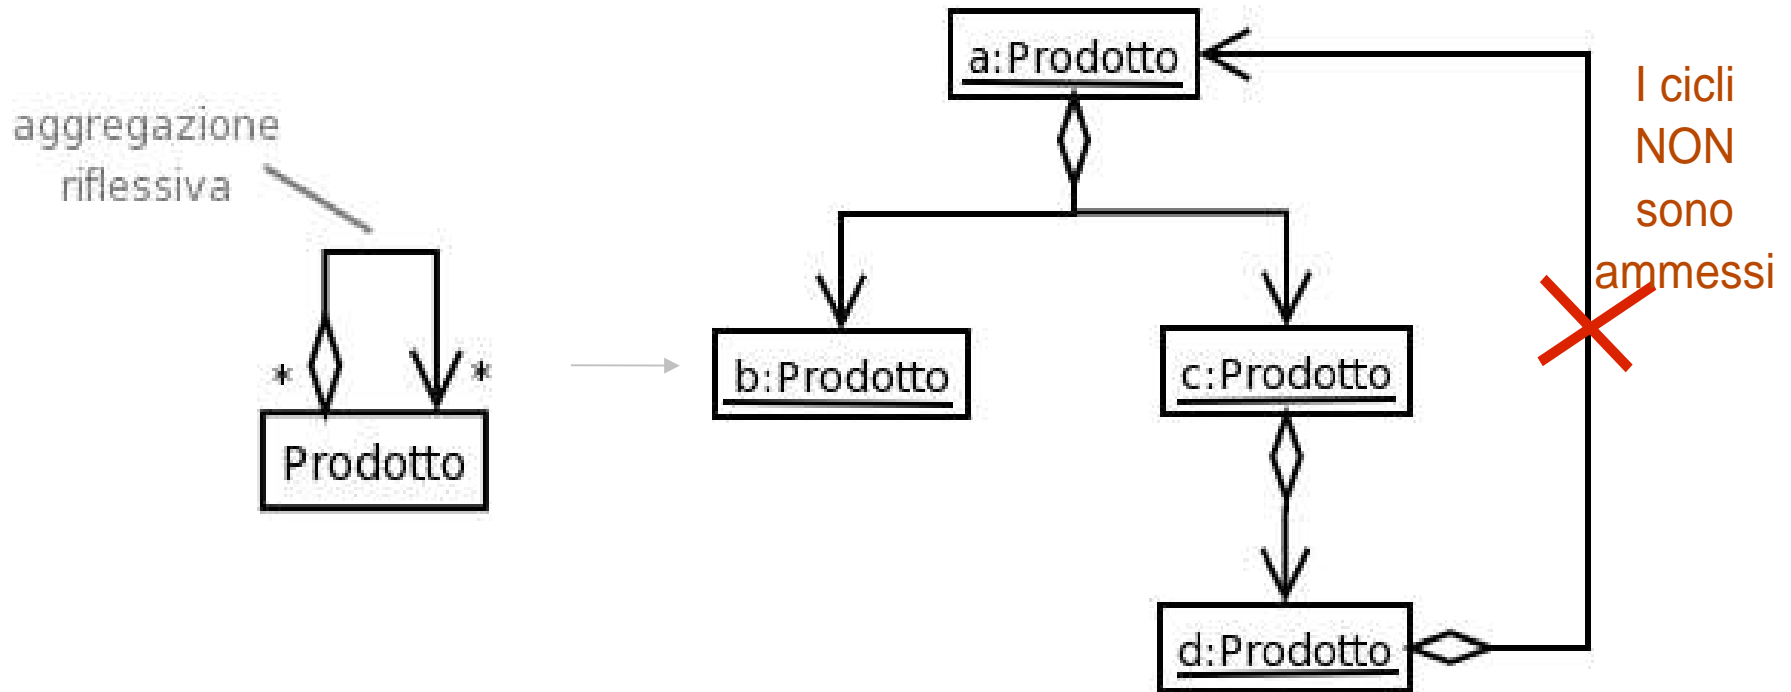 aggregazione
riflessiva
*
*
Prodotto
a:Prodotto
b:Prodotto
c:Prodotto
d:Prodotto
I cicli
NON
sono
ammessi